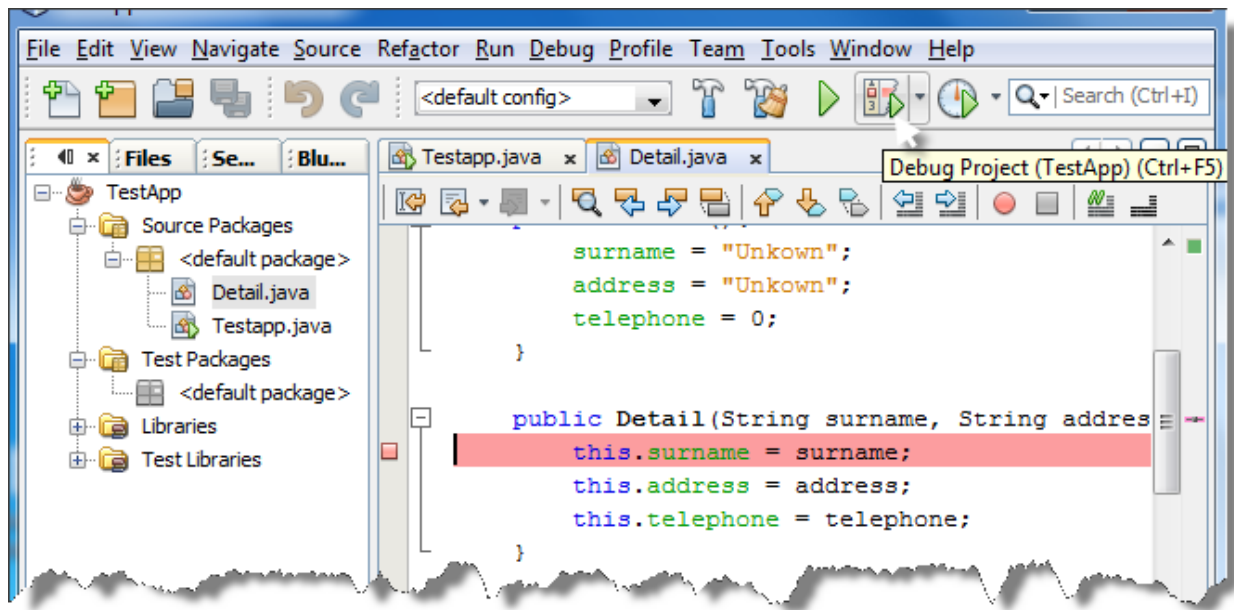 File Edit View Navigate Source Refactor Run Debug Profile Team Tools Window Help
<default config>
Search (Ctrl+I)
Files Se... Blu...
Testapp.java x Detail.java x
Debug Project (TestApp) (Ctrl+F5)
TestApp
Source Packages
<default package>
Detail.java
Testapp.java
Test Packages
<default package>
Libraries
Test Libraries
surname = "Unkown";
address = "Unkown";
telephone = 0;
}
public Detail(String surname, String addres
this.surname = surname;
this.address = address;
this.telephone = telephone;
}